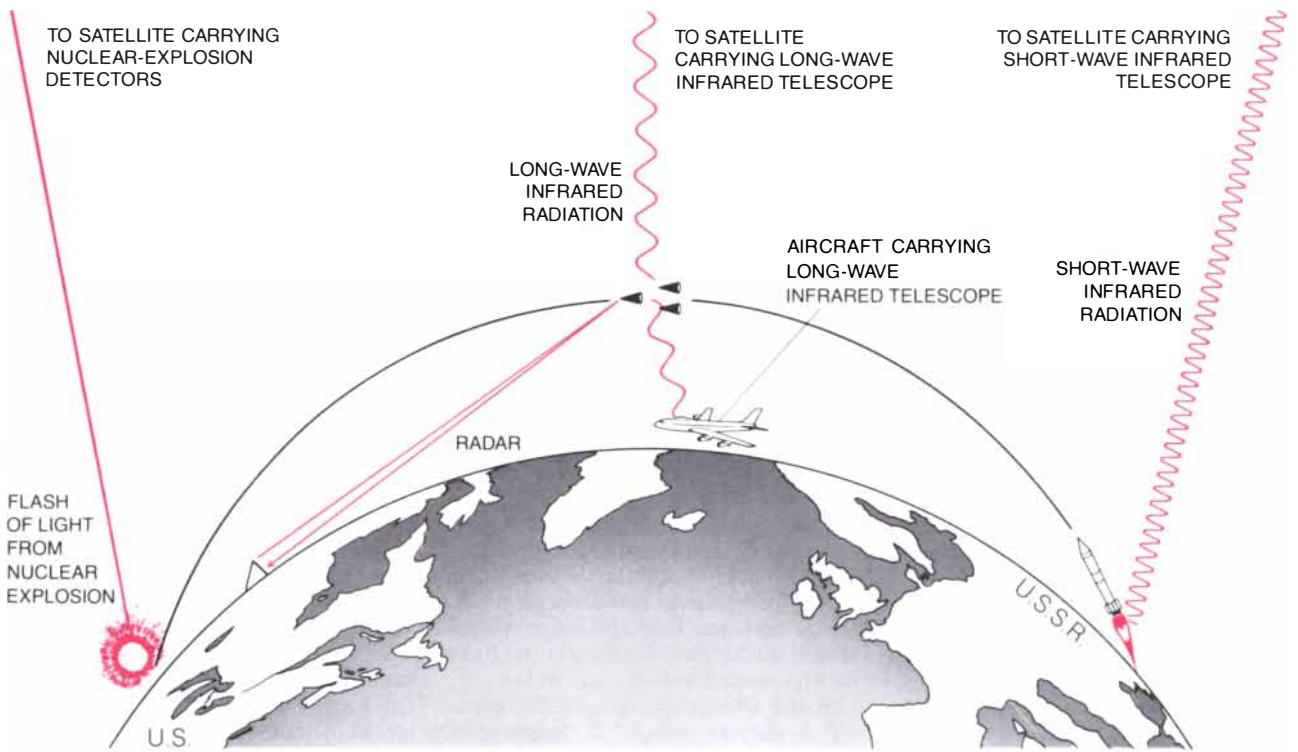 TO SATELLITE CARRYING
NUCLEAR-EXPLOSION
DETECTORS
TO SATELLITE
CARRYING LONG-WAVE
INFRARED TELESCOPE
TO SATELLITE CARRYING
SHORT-WAVE INFRARED
TELESCOPE
LONG-WAVE
INFRARED
RADIATION
AIRCRAFT CARRYING
LONG-WAVE
INFRARED TELESCOPE
SHORT-WAVE
INFRARED
RADIATION
RADAR
FLASH
OF LIGHT
FROM
NUCLEAR
EXPLOSION
U.S.S.R.
U.S.